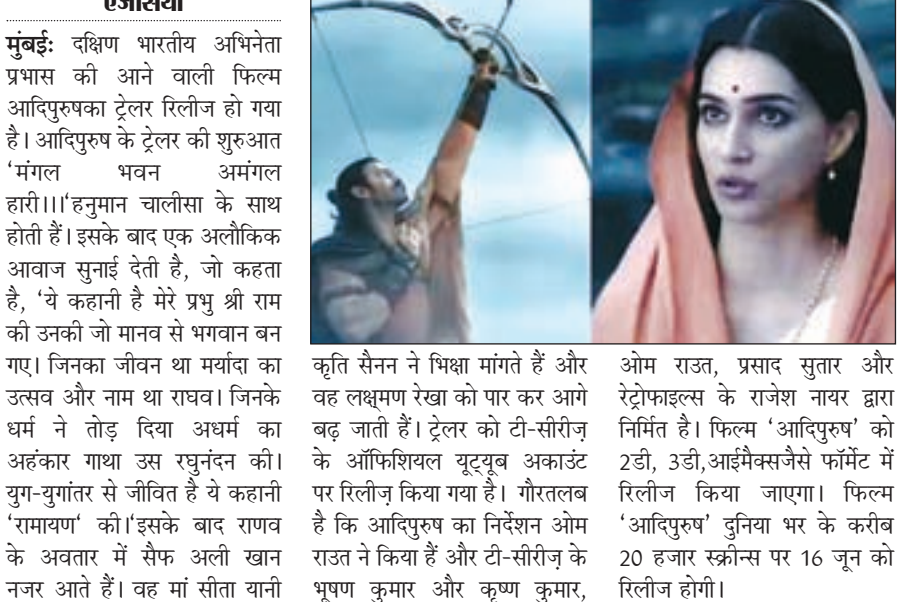 एजेंसियां
मुंबईः दक्षिण भारतीय अभिनेता
प्रभास की आने वाली फिल्म
आदिपुरुषका ट्रेलर रिलीज हो गया
है। आदिपुरुष के ट्रेलर की शुरुआत
‘मंगल भवन अमंगल
हारी।।।‘हनुमान चालीसा के साथ
होती हैं। इसके बाद एक अलौकिक
आवाज सुनाई देती है, जो कहता
है, ‘ये कहानी है मेरे प्रभु श्री राम
की उनकी जो मानव से भगवान बन
गए। जिनका जीवन था मर्यादा का
उत्सव और नाम था राघव। जिनके
धर्म ने तोड़ दिया अधर्म का
अहंकार गाथा उस रघुनंदन की।
युग-युगांतर से जीवित है ये कहानी
‘रामायण‘ की।‘इसके बाद राणव
के अवतार में सैफ अली खान
नजर आते हैं। वह मां सीता यानी
कृति सैनन ने भिक्षा मांगते हैं और
वह लक्ष्मण रेखा को पार कर आगे
बढ़ जाती हैं। ट्रेलर को टी-सीरीज़
के ऑफिशियल यूट्यूब अकाउंट
पर रिलीज़ किया गया है। गौरतलब
है कि आदिपुरुष का निर्देशन ओम
राउत ने किया हैं और टी-सीरीज़ के
भूषण कुमार और कृष्ण कुमार,
ओम राउत, प्रसाद सुतार और
रेट्रोफाइल्स के राजेश नायर द्वारा
निर्मित है। फिल्म ‘आदिपुरुष’ को
2डी, 3डी,आईमैक्सजैसे फॉर्मेट में
रिलीज किया जाएगा। फिल्म
‘आदिपुरुष’ दुनिया भर के करीब
20 हजार स्क्रीन्स पर 16 जून को
रिलीज होगी।